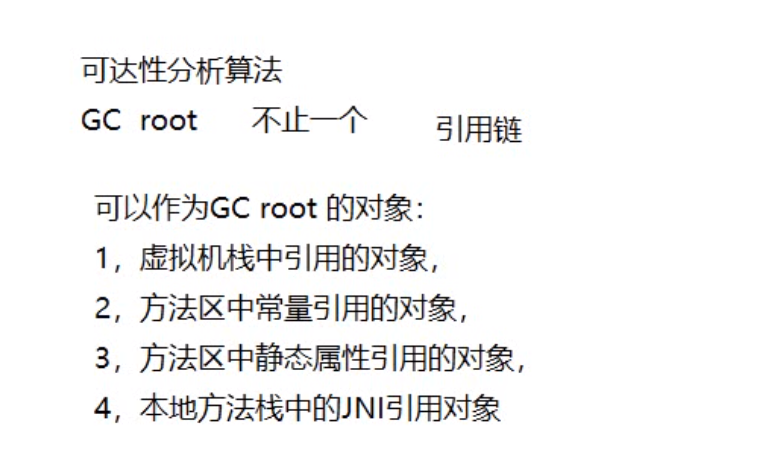 可达性分析算法
GC root 不止一个 引用链
可以作为GC root 的对象：
1，虚拟机栈中引用的对象，
2，方法区中常量引用的对象，
3，方法区中静态属性引用的对象，
4，本地方法栈中的JNI引用对象